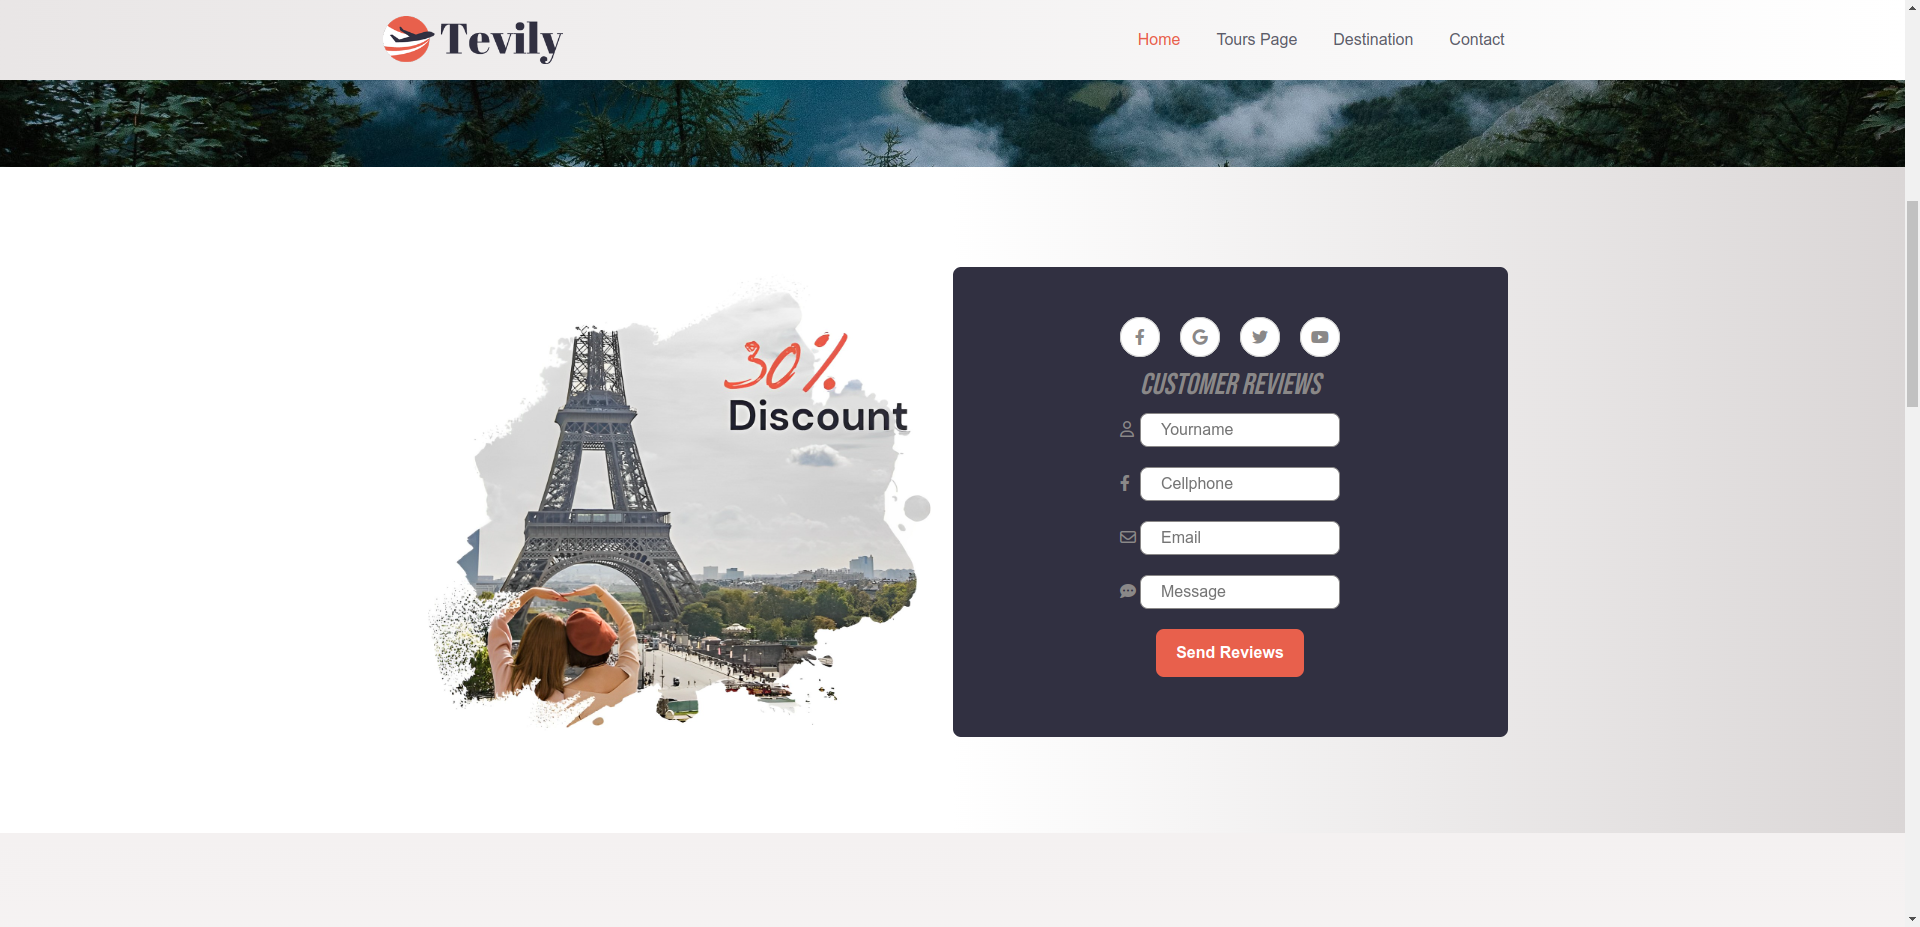 Tevily
Home
Tours Page
Destination
Contact
30%
Discount
CUSTOMER REVIEWS
Yourname
Cellphone
Email
Message
Send Reviews